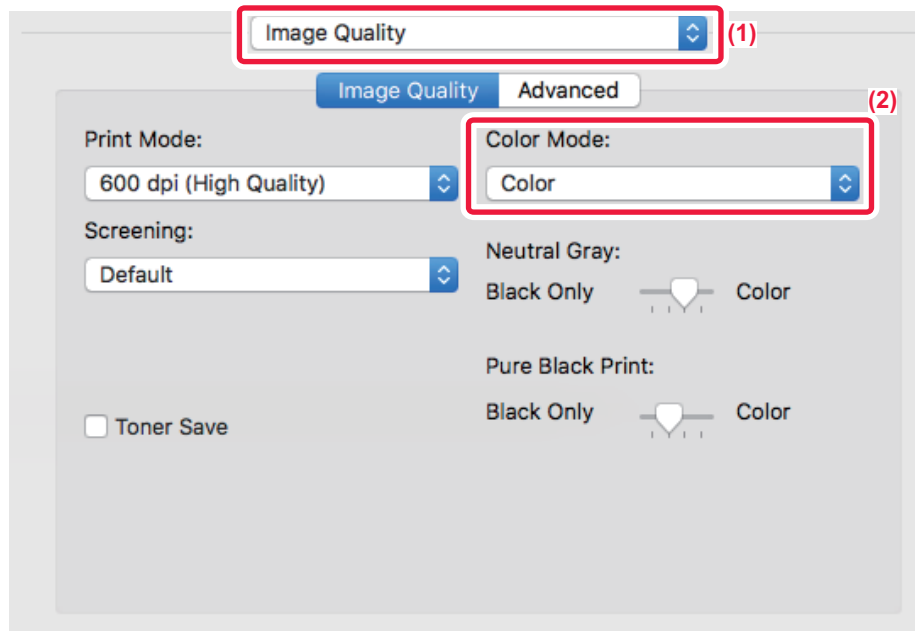 Image Quality
(1)
Image Quality
Advanced
(2)
Print Mode:
600 dpi (High Quality)
Screening:
Default
Toner Save
Color Mode:
Color
Neutral Gray:
Black Only Color
Pure Black Print:
Black Only Color